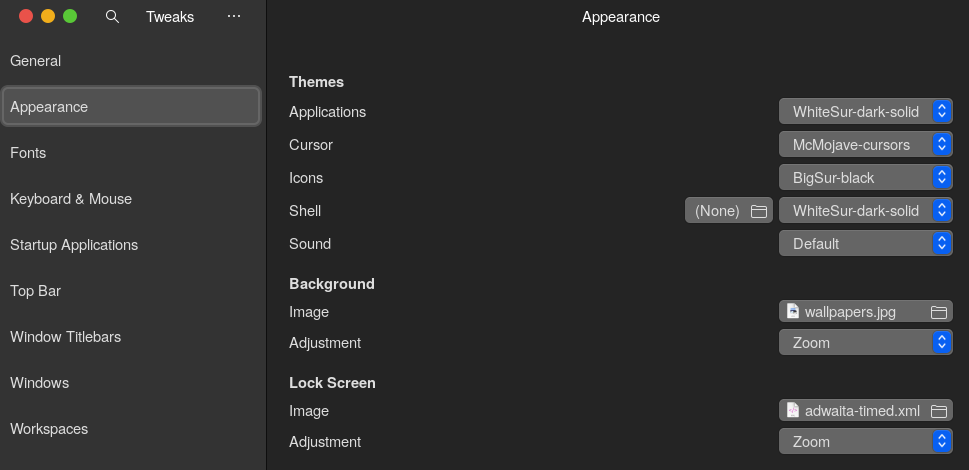 Tweaks
Appearance
General
Appearance
Fonts
Keyboard & Mouse
Startup Applications
Top Bar
Window Titlebars
Windows
Workspaces
Themes
Applications WhiteSur-dark-solid
Cursor McMojave-cursors
Icons BigSur-black
Shell (None) WhiteSur-dark-solid
Sound Default
Background
Image wallpapers.jpg
Adjustment Zoom
Lock Screen
Image adwaita-timed.xml
Adjustment Zoom